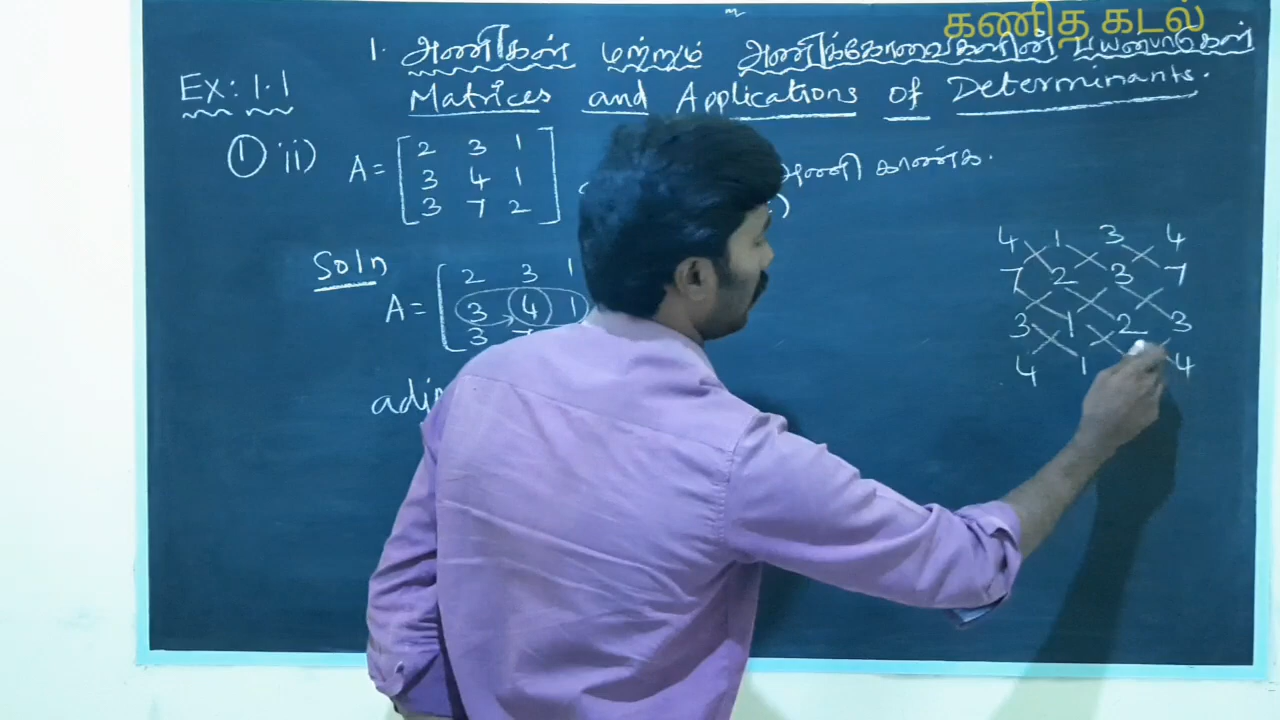 கணித கடல்
1. அணிகள் மற்றும் அணிக்கோவைகளின் பயன்பாடுகள்
Ex: 1.1
Matrices and Applications of Determinants.
① ii)
A = [ 2 3 1
3 4 1
3 7 2 ]
அணி காண்க.
Soln
A = [ 2 3 1
3 4 1
3
adj
4 1 3 4
7 2 3 7
3 1 2 3
4 1 4